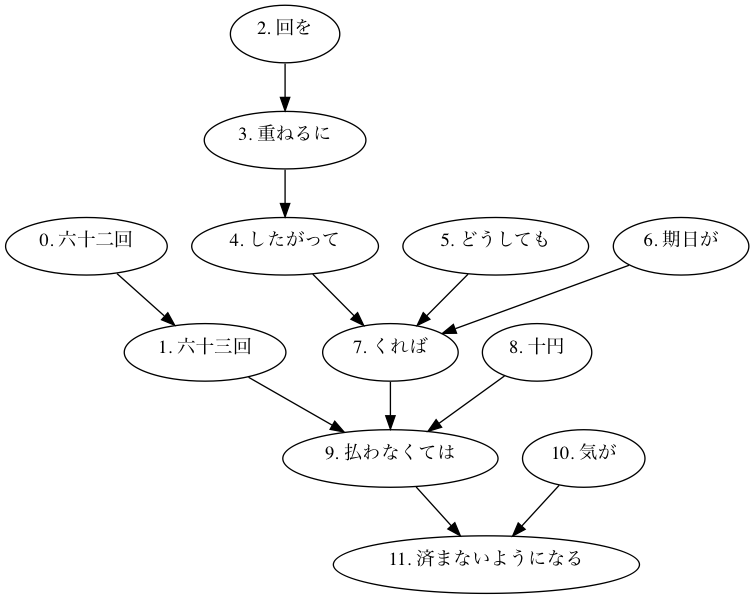 2. 回を
3. 重ねるに
0. 六十二回
4. したがって
5. どうしても
6. 期日が
1. 六十三回
7. くれば
8. 十円
9. 払わなくては
10. 気が
11. 済まないようになる